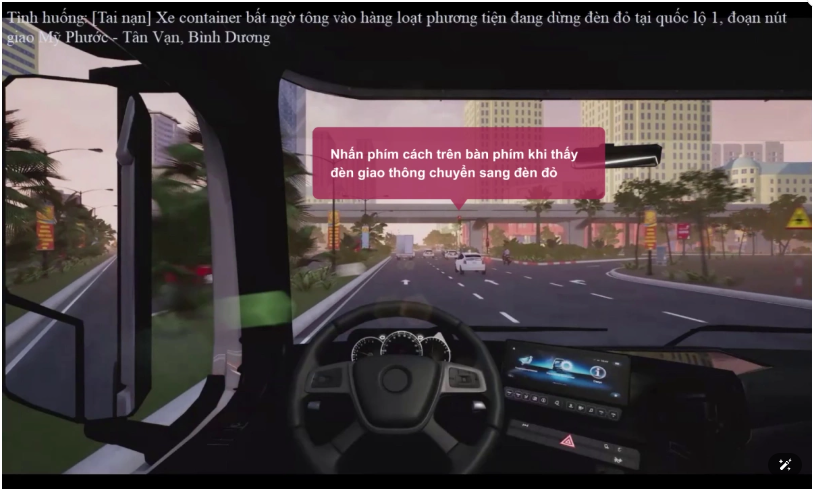 Tình huống: [Tai nạn] Xe container bất ngờ tông vào hàng loạt phương tiện đang dừng đèn đỏ tại quốc lộ 1, đoạn nút
giao Mỹ Phước - Tân Vạn, Bình Dương
Nhấn phím cách trên bàn phím khi thấy
đèn giao thông chuyển sang đèn đỏ